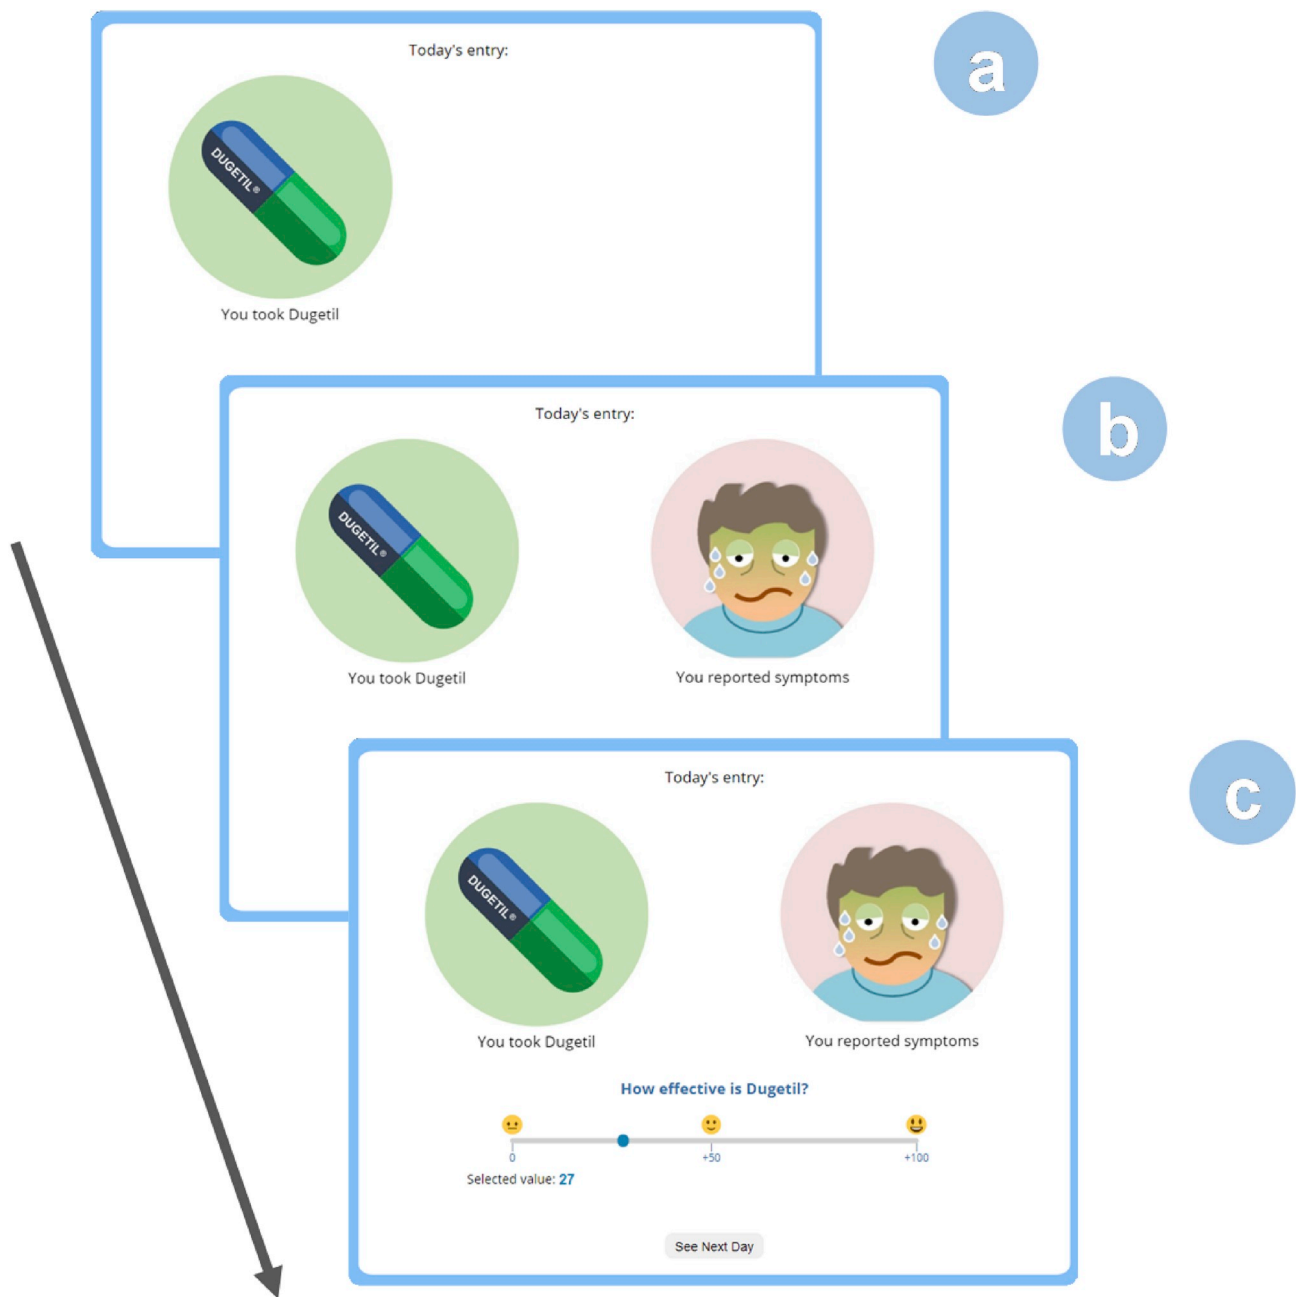 Today's entry:
a
DUGETIL®
You took Dugetil
Today's entry:
b
DUGETIL®
You took Dugetil
You reported symptoms
Today's entry:
c
DUGETIL®
You took Dugetil
You reported symptoms
How effective is Dugetil?
0
+50
+100
Selected value: 27
See Next Day